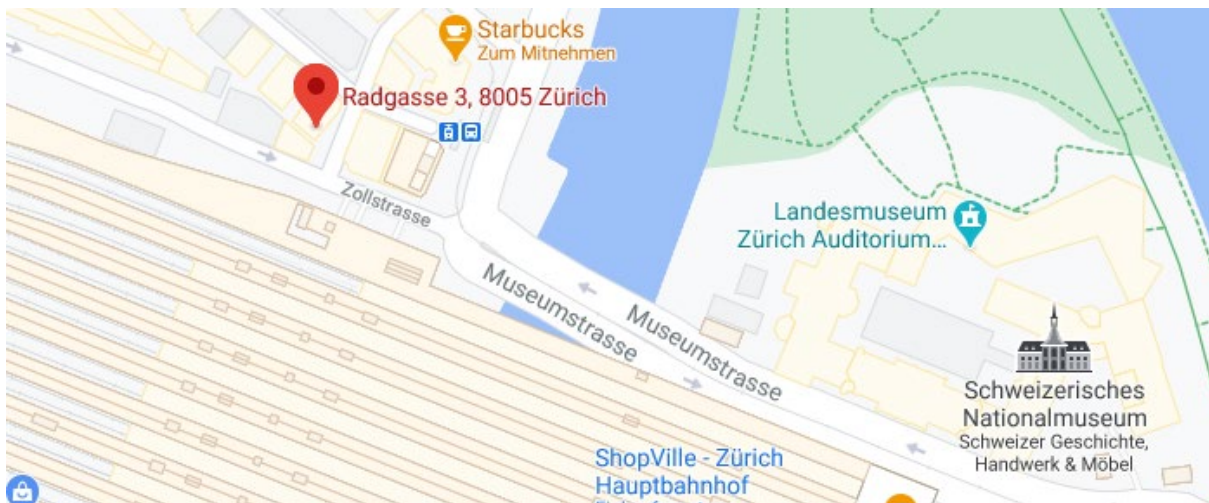 Starbucks
Zum Mitnehmen
Radgasse 3, 8005 Zürich
Zollstrasse
Landesmuseum
Zürich Auditorium...
Museumstrasse
Museumstrasse
Schweizerisches
Nationalmuseum
Schweizer Geschichte,
Handwerk & Möbel
ShopVille - Zürich
Hauptbahnhof